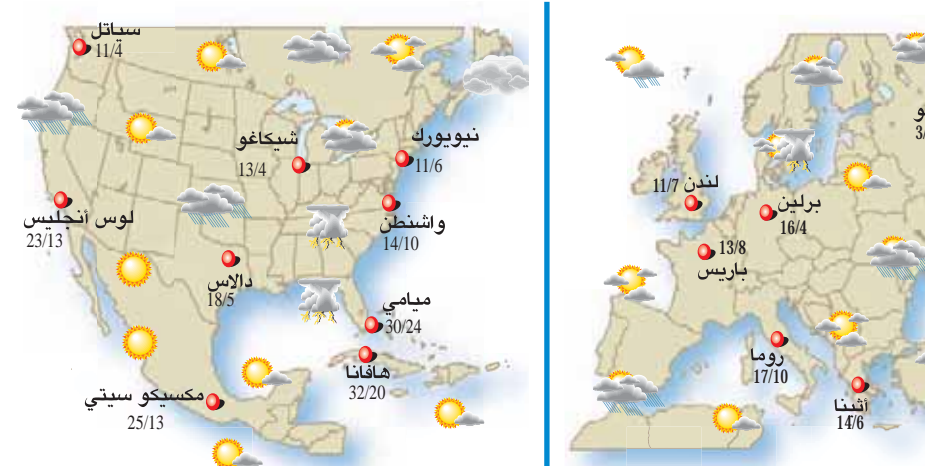 سياتل
11/4
شيكاغو
13/4
نيويورك
11/6
لوس أنجليس
23/13
واشنطن
14/10
دالاس
18/5
ميامي
30/24
هافانا
32/20
مكسيكو سيتي
25/13
لندن 11/7
برلين
16/4
13/8
باريس
روما
17/10
أثينا
14/6